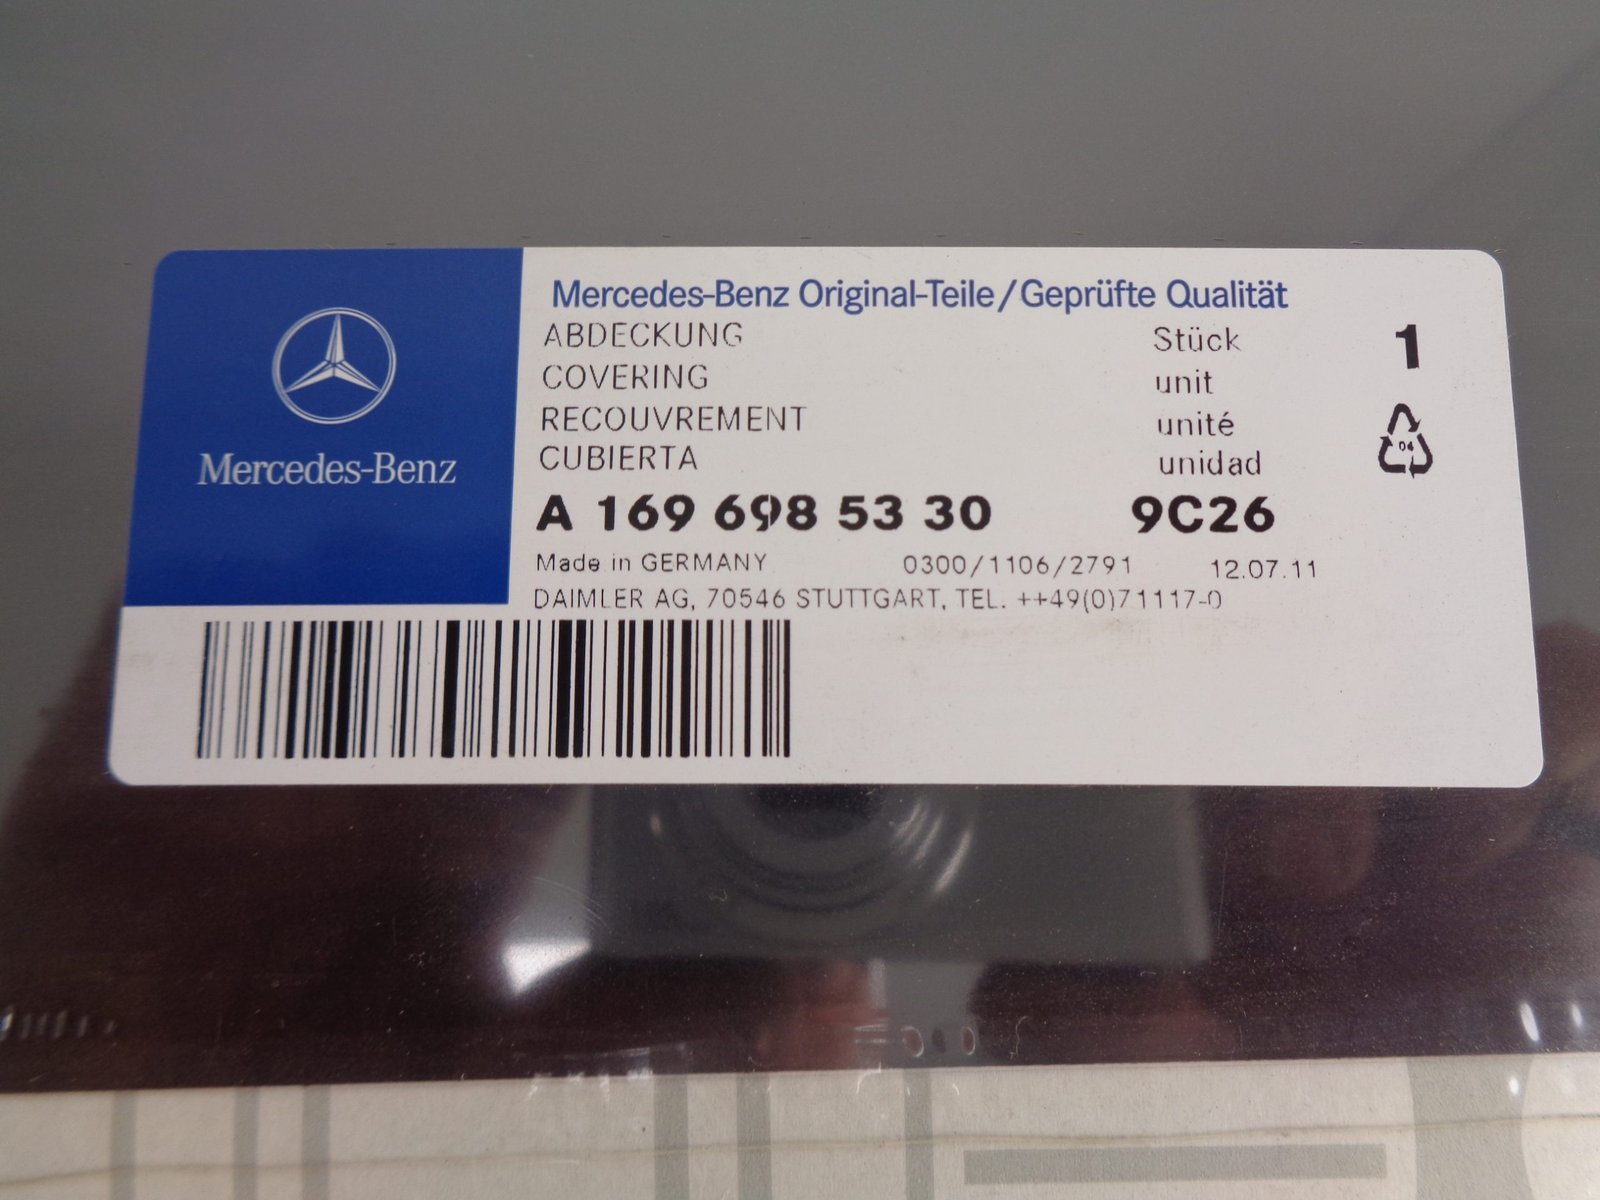 Mercedes-Benz
Mercedes-Benz Original-Teile/Geprüfte Qualität
ABDECKUNG Stück 1
COVERING unit
RECOUVREMENT unité
CUBIERTA unidad
04
A 169 698 53 30 9C26
Made in GERMANY 0300/1106/2791 12.07.11
DAIMLER AG, 70546 STUTTGART, TEL. ++49(0)71117-0